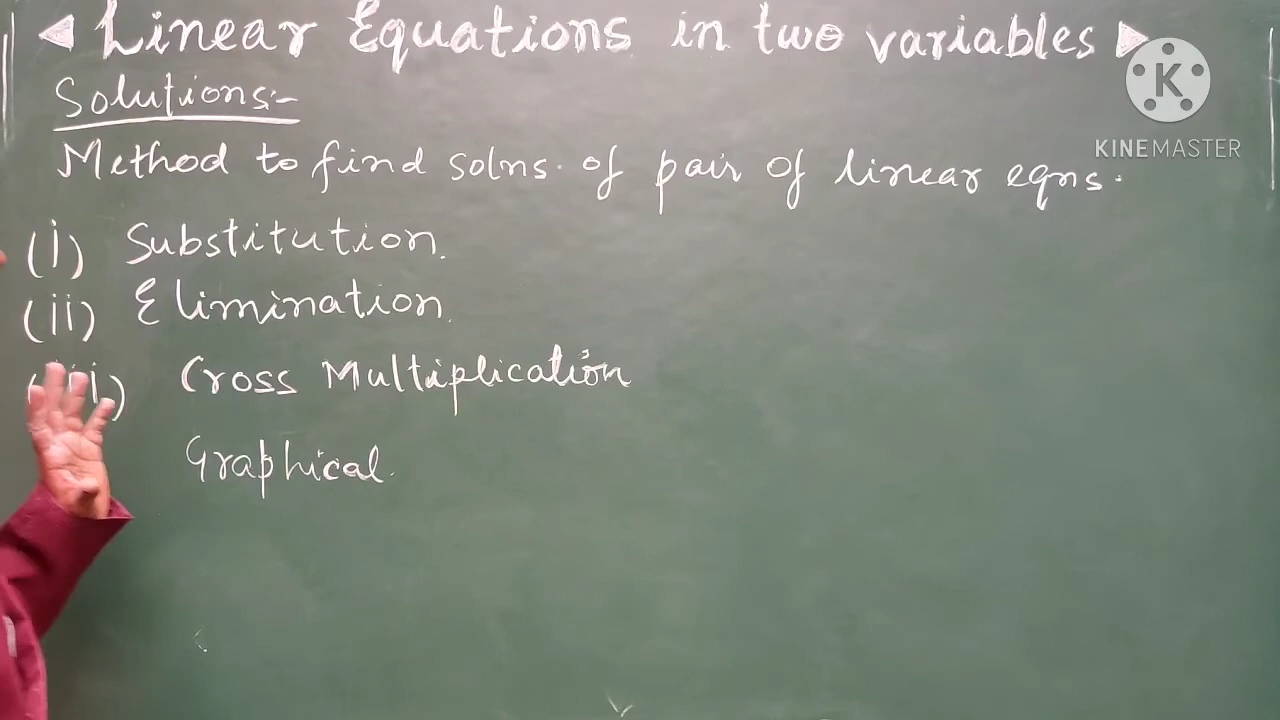 Linear Equations in two variables
Solutions:-
Method to find solns. of pair of linear eqns.
(i) Substitution.
(ii) Elimination.
(iii) Cross Multiplication
Graphical.
K
KINEMASTER